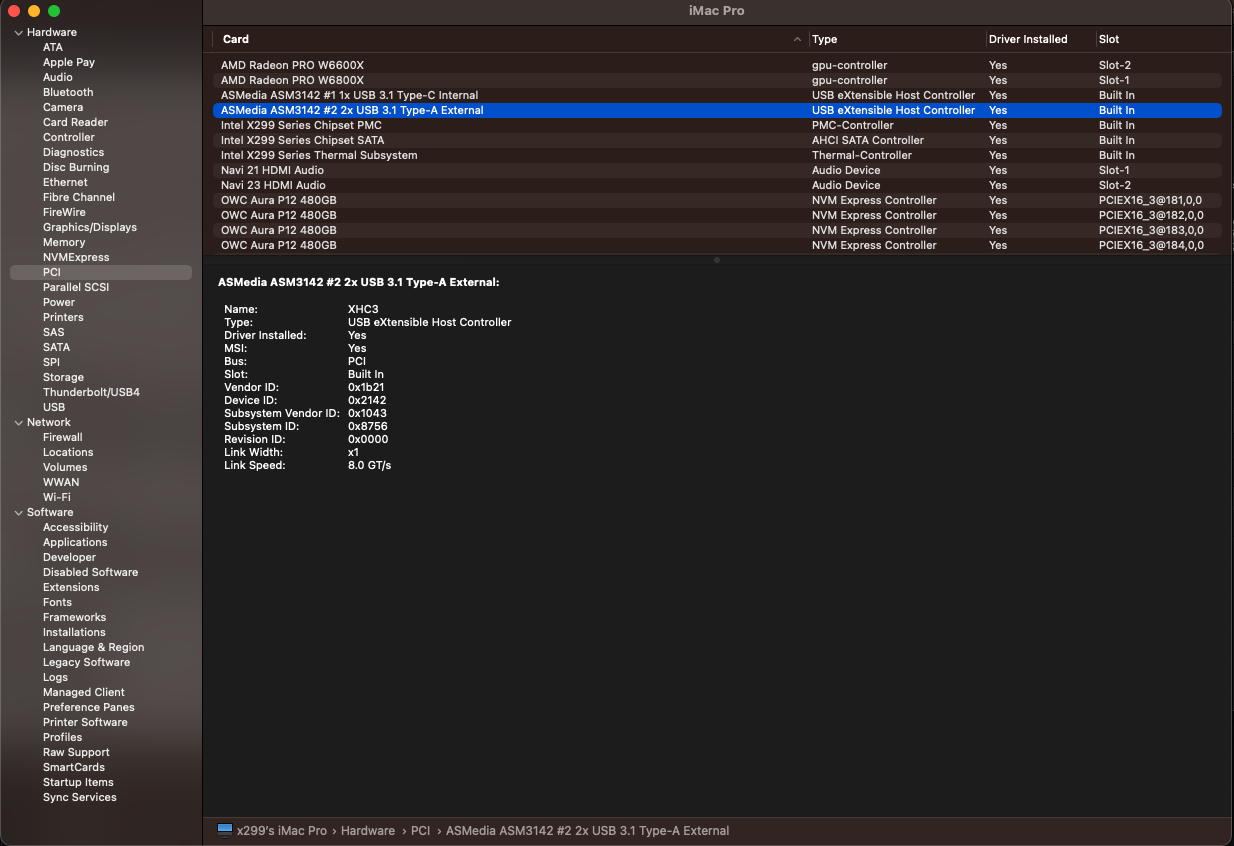 iMac Pro
Hardware
ATA
Apple Pay
Audio
Bluetooth
Camera
Card Reader
Controller
Diagnostics
Disc Burning
Ethernet
Fibre Channel
FireWire
Graphics/Displays
Memory
NVMExpress
PCI
Parallel SCSI
Power
Printers
SAS
SATA
SPI
Storage
Thunderbolt/USB4
USB
Network
Firewall
Locations
Volumes
WWAN
Wi-Fi
Software
Accessibility
Applications
Developer
Disabled Software
Extensions
Fonts
Frameworks
Installations
Language & Region
Legacy Software
Logs
Managed Client
Preference Panes
Printer Software
Profiles
Raw Support
SmartCards
Startup Items
Sync Services
Card Type Driver Installed Slot
AMD Radeon PRO W6600X gpu-controller Yes Slot-2
AMD Radeon PRO W6800X gpu-controller Yes Slot-1
ASMedia ASM3142 #1 1x USB 3.1 Type-C Internal USB eXtensible Host Controller Yes Built In
ASMedia ASM3142 #2 2x USB 3.1 Type-A External USB eXtensible Host Controller Yes Built In
Intel X299 Series Chipset PMC PMC-Controller Yes Built In
Intel X299 Series Chipset SATA AHCI SATA Controller Yes Built In
Intel X299 Series Thermal Subsystem Thermal-Controller Yes Built In
Navi 21 HDMI Audio Audio Device Yes Slot-1
Navi 23 HDMI Audio Audio Device Yes Slot-2
OWC Aura P12 480GB NVM Express Controller Yes PCIEX16_3@181,0,0
OWC Aura P12 480GB NVM Express Controller Yes PCIEX16_3@182,0,0
OWC Aura P12 480GB NVM Express Controller Yes PCIEX16_3@183,0,0
OWC Aura P12 480GB NVM Express Controller Yes PCIEX16_3@184,0,0
ASMedia ASM3142 #2 2x USB 3.1 Type-A External:
Name: XHC3
Type: USB eXtensible Host Controller
Driver Installed: Yes
MSI: Yes
Bus: PCI
Slot: Built In
Vendor ID: 0x1b21
Device ID: 0x2142
Subsystem Vendor ID: 0x1043
Subsystem ID: 0x8756
Revision ID: 0x0000
Link Width: x1
Link Speed: 8.0 GT/s
x299's iMac Pro › Hardware › PCI › ASMedia ASM3142 #2 2x USB 3.1 Type-A External